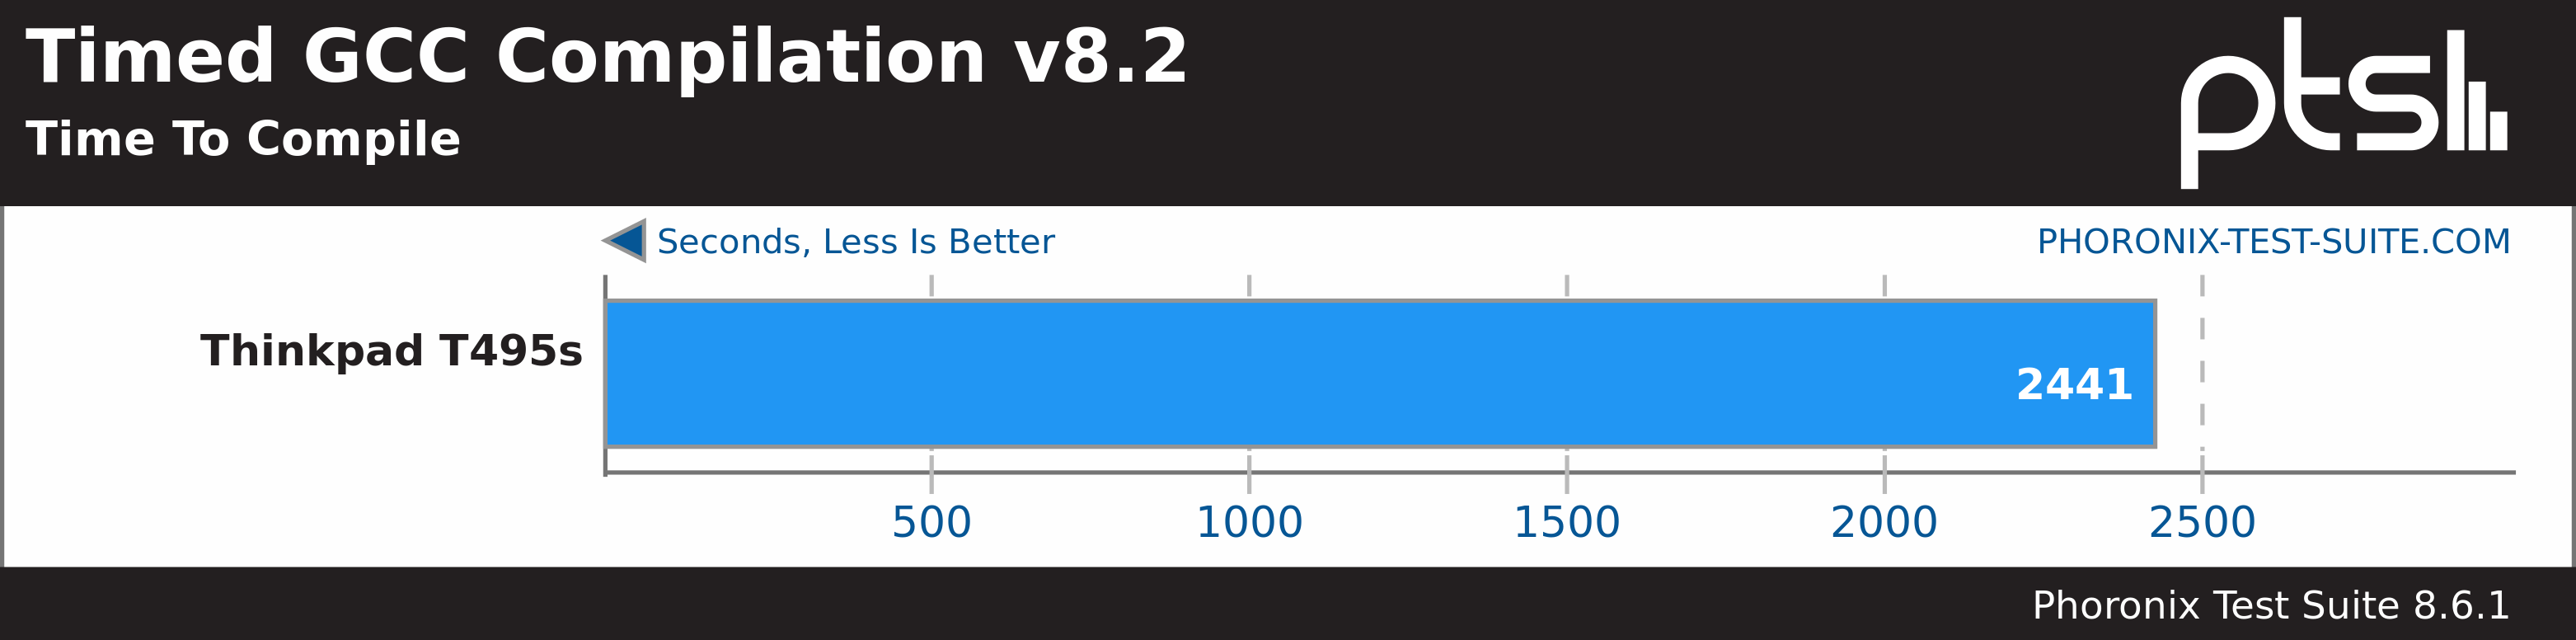 Timed GCC Compilation v8.2
Time To Compile
pts
Seconds, Less Is Better
PHORONIX-TEST-SUITE.COM
Thinkpad T495s
2441
500 1000 1500 2000 2500
Phoronix Test Suite 8.6.1